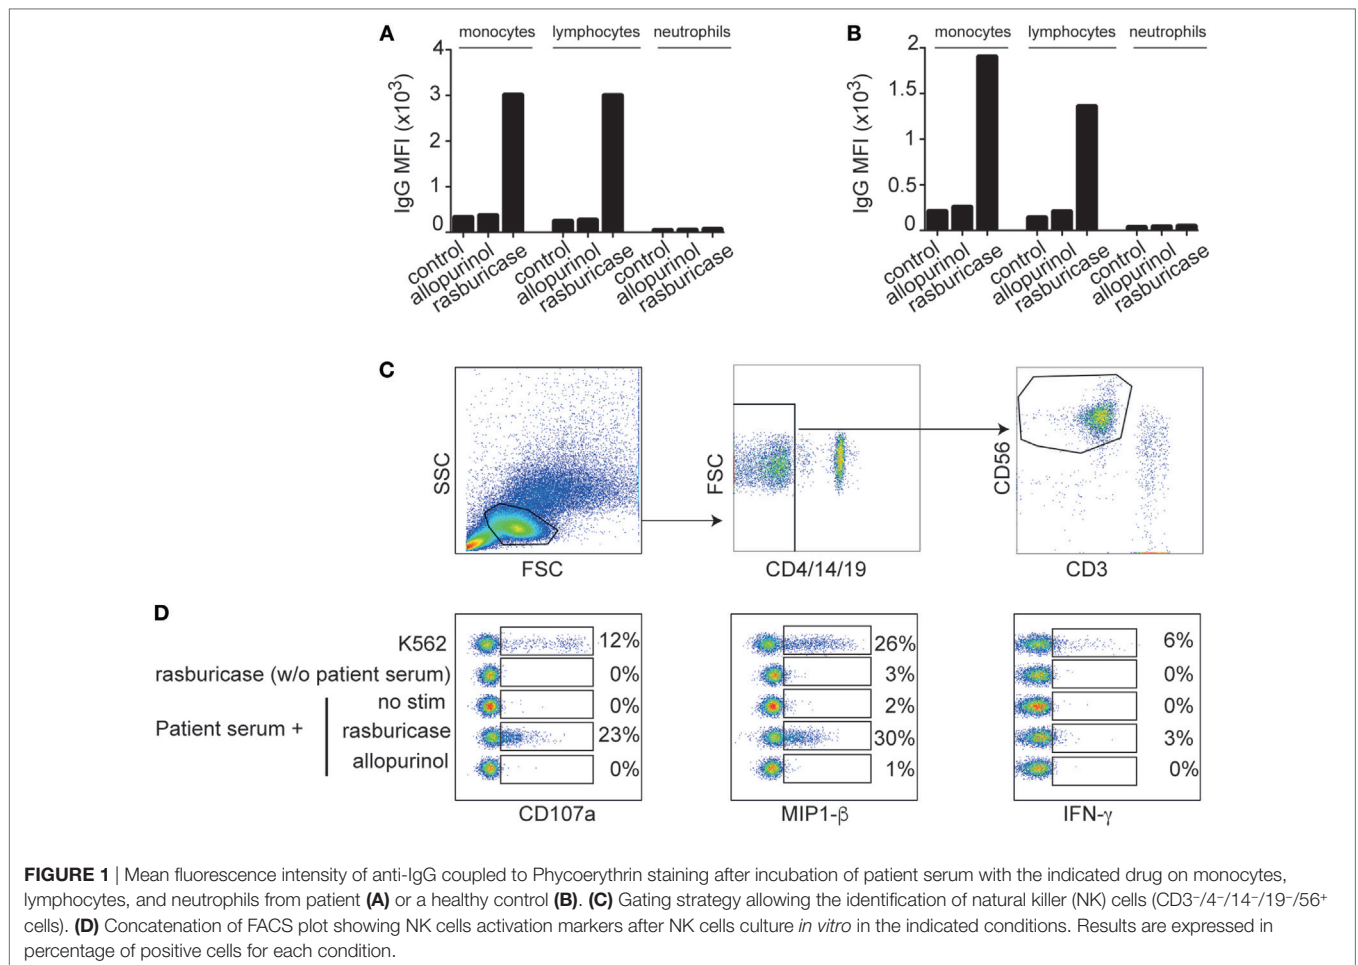 A
monocytes lymphocytes neutrophils
IgG MFI (x103)
4
3
2
1
0
control
allopurinol
rasburicase
control
allopurinol
rasburicase
control
allopurinol
rasburicase
B
monocytes lymphocytes neutrophils
IgG MFI (x103)
2
1.5
1
0.5
0
control
allopurinol
rasburicase
control
allopurinol
rasburicase
control
allopurinol
rasburicase
C
SSC
FSC
FSC
CD4/14/19
CD56
CD3
D
K562 12% 26% 6%
rasburicase (w/o patient serum) 0% 3% 0%
no stim 0% 2% 0%
Patient serum +
rasburicase 23% 30% 3%
allopurinol 0% 1% 0%
CD107a MIP1-β IFN-γ
FIGURE 1 | Mean fluorescence intensity of anti-IgG coupled to Phycoerythrin staining after incubation of patient serum with the indicated drug on monocytes,
lymphocytes, and neutrophils from patient (A) or a healthy control (B). (C) Gating strategy allowing the identification of natural killer (NK) cells (CD3⁻/4⁻/14⁻/19⁻/56⁺
cells). (D) Concatenation of FACS plot showing NK cells activation markers after NK cells culture in vitro in the indicated conditions. Results are expressed in
percentage of positive cells for each condition.